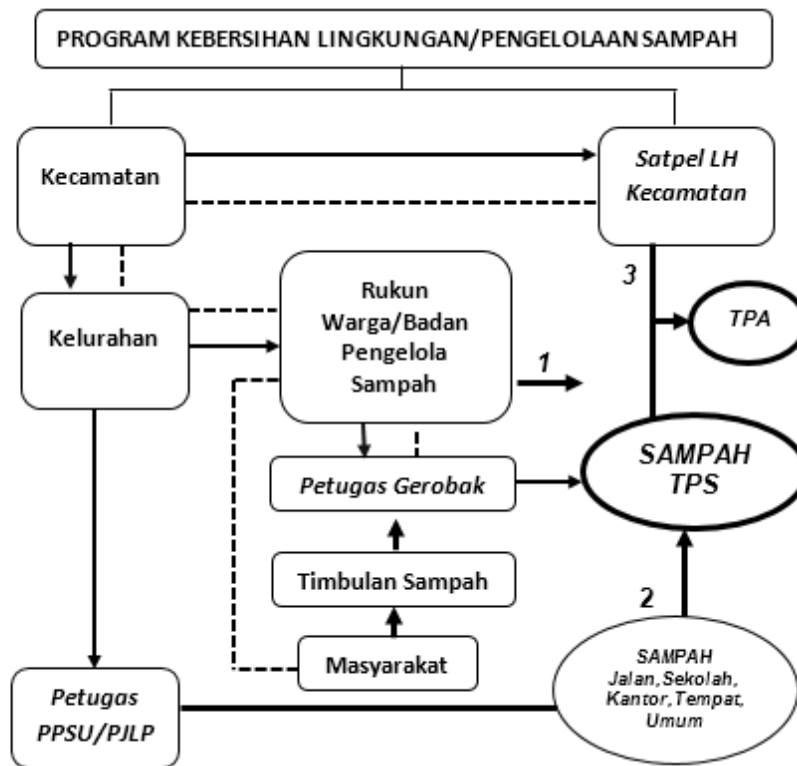 PROGRAM KEBERSIHAN LINGKUNGAN/PENGELOLAAN SAMPAH
Kecamatan
Satpel LH
Kecamatan
3
TPA
Kelurahan
Rukun
Warga/Badan
Pengelola
Sampah
1
SAMPAH
TPS
Petugas Gerobak
Timbulan Sampah
2
Masyarakat
SAMPAH
Jalan, Sekolah,
Kantor, Tempat,
Umum
Petugas
PPSU/PJLP